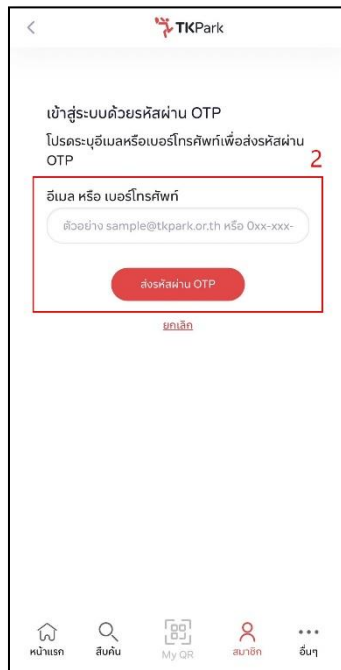 TKPark
เข้าสู่ระบบด้วยรหัสผ่าน OTP
โปรดระบุอีเมลหรือเบอร์โทรศัพท์เพื่อส่งรหัสผ่าน
OTP
2
อีเมล หรือ เบอร์โทรศัพท์
ตัวอย่าง sample@tkpark.or.th หรือ 0xx-xxx-
ส่งรหัสผ่าน OTP
ยกเลิก
หน้าแรก สืบค้น My QR สมาชิก อื่นๆ